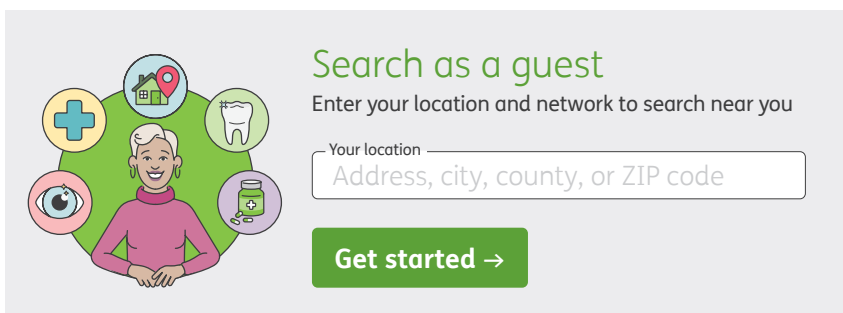 Search as a guest
Enter your location and network to search near you
Your location
Address, city, county, or ZIP code
Get started →